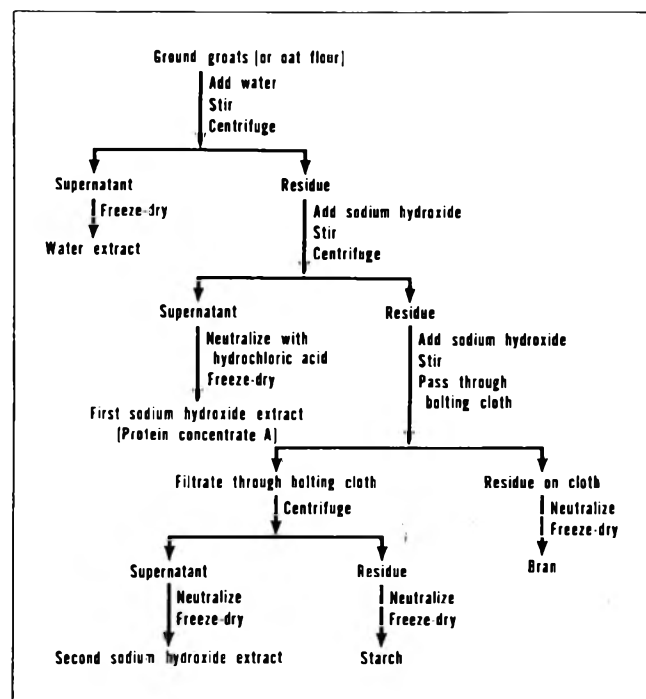 Ground groats (or oat flour)
Add water
Stir
Centrifuge
Supernatant
Residue
Freeze-dry
Water extract
Add sodium hydroxide
Stir
Centrifuge
Supernatant
Residue
Neutralize with
hydrochloric acid
Freeze-dry
First sodium hydroxide extract
(Protein concentrate A)
Add sodium hydroxide
Stir
Pass through
bolting cloth
Filtrate through bolting cloth
Residue on cloth
Centrifuge
Neutralize
Freeze-dry
Bran
Supernatant
Residue
Neutralize
Freeze-dry
Neutralize
Freeze-dry
Second sodium hydroxide extract
Starch